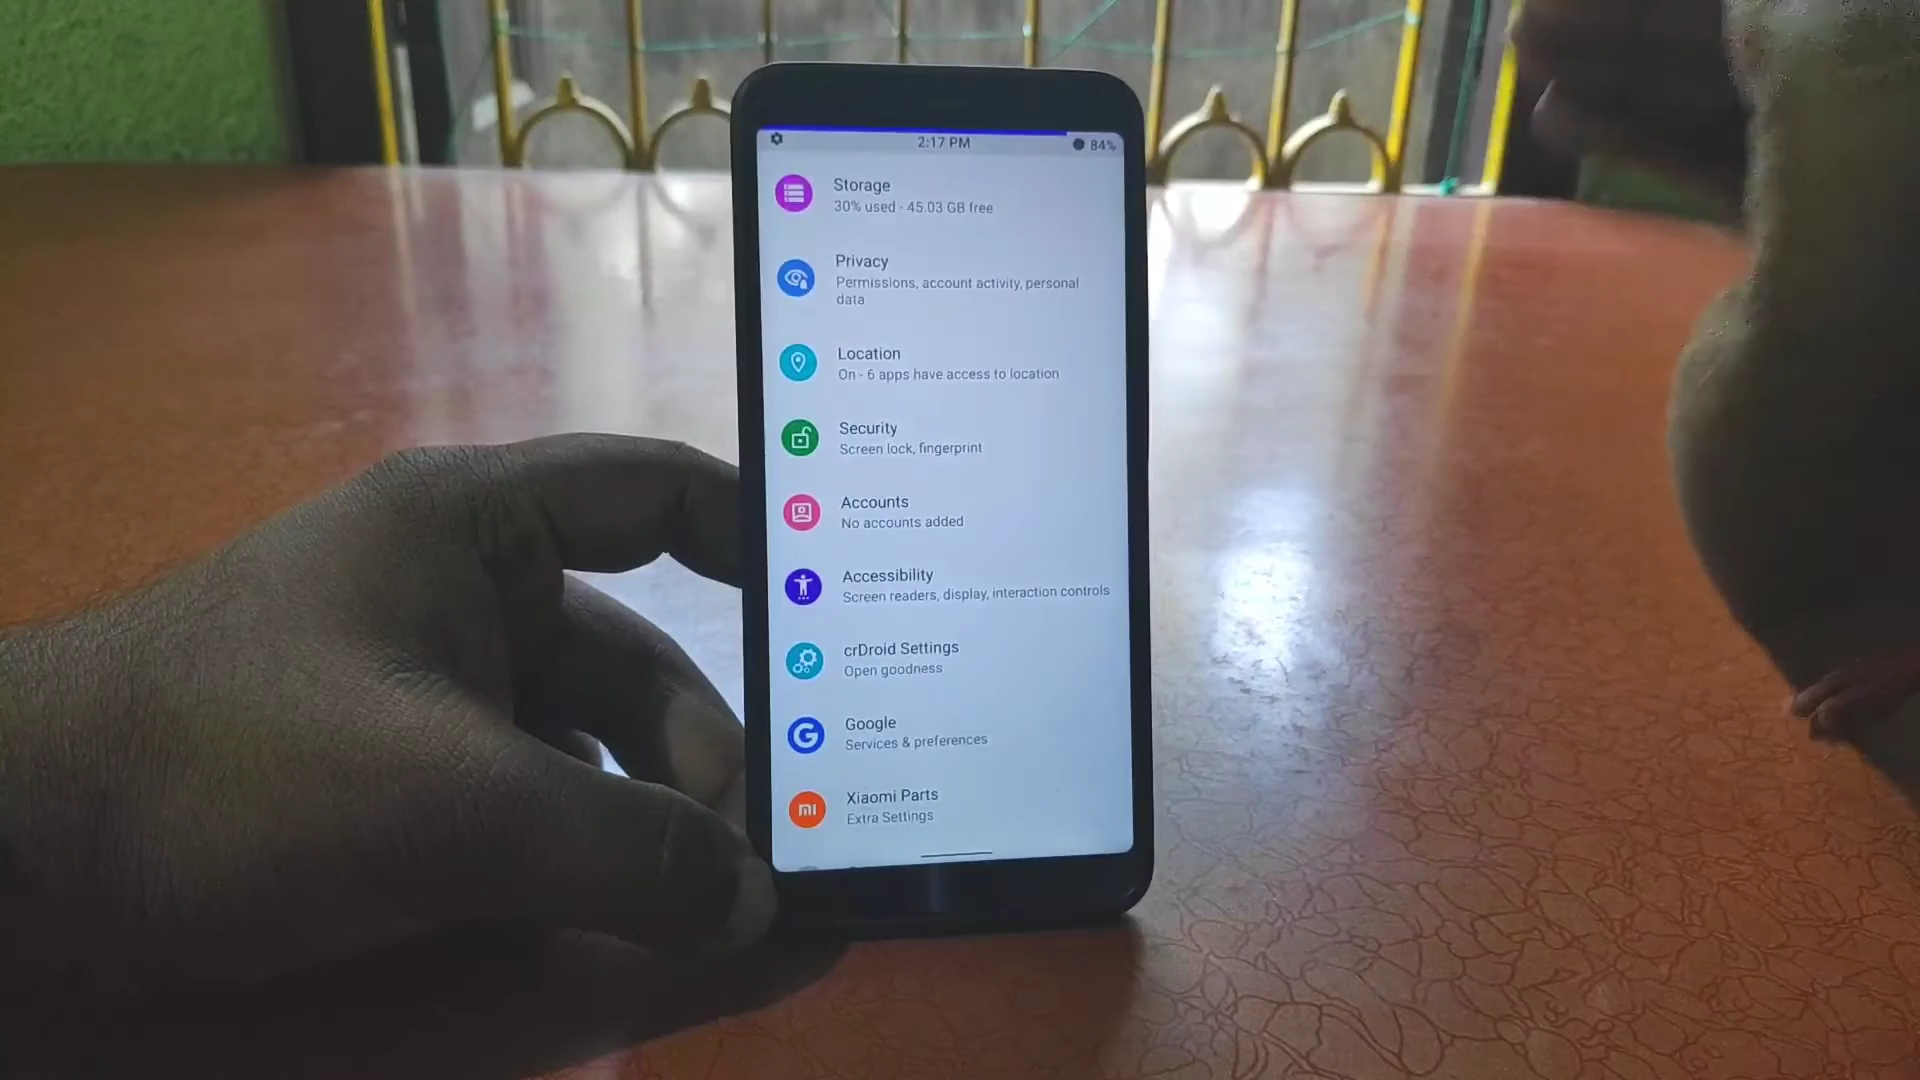 2:17 PM
84%
Storage
30% used - 45.03 GB free
Privacy
Permissions, account activity, personal
data
Location
On - 6 apps have access to location
Security
Screen lock, fingerprint
Accounts
No accounts added
Accessibility
Screen readers, display, interaction controls
crDroid Settings
Open goodness
Google
Services & preferences
Xiaomi Parts
Extra Settings